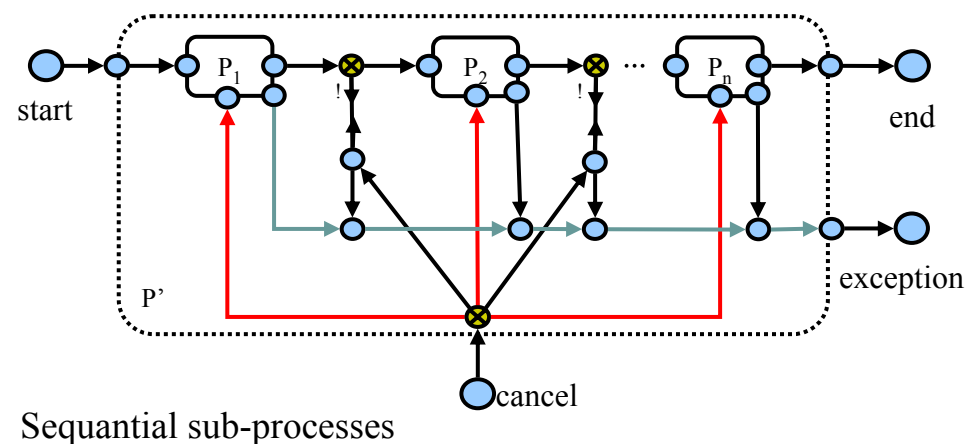 P1 P2 ... Pn
! !
start end
exception
P’
cancel
Sequantial sub-processes